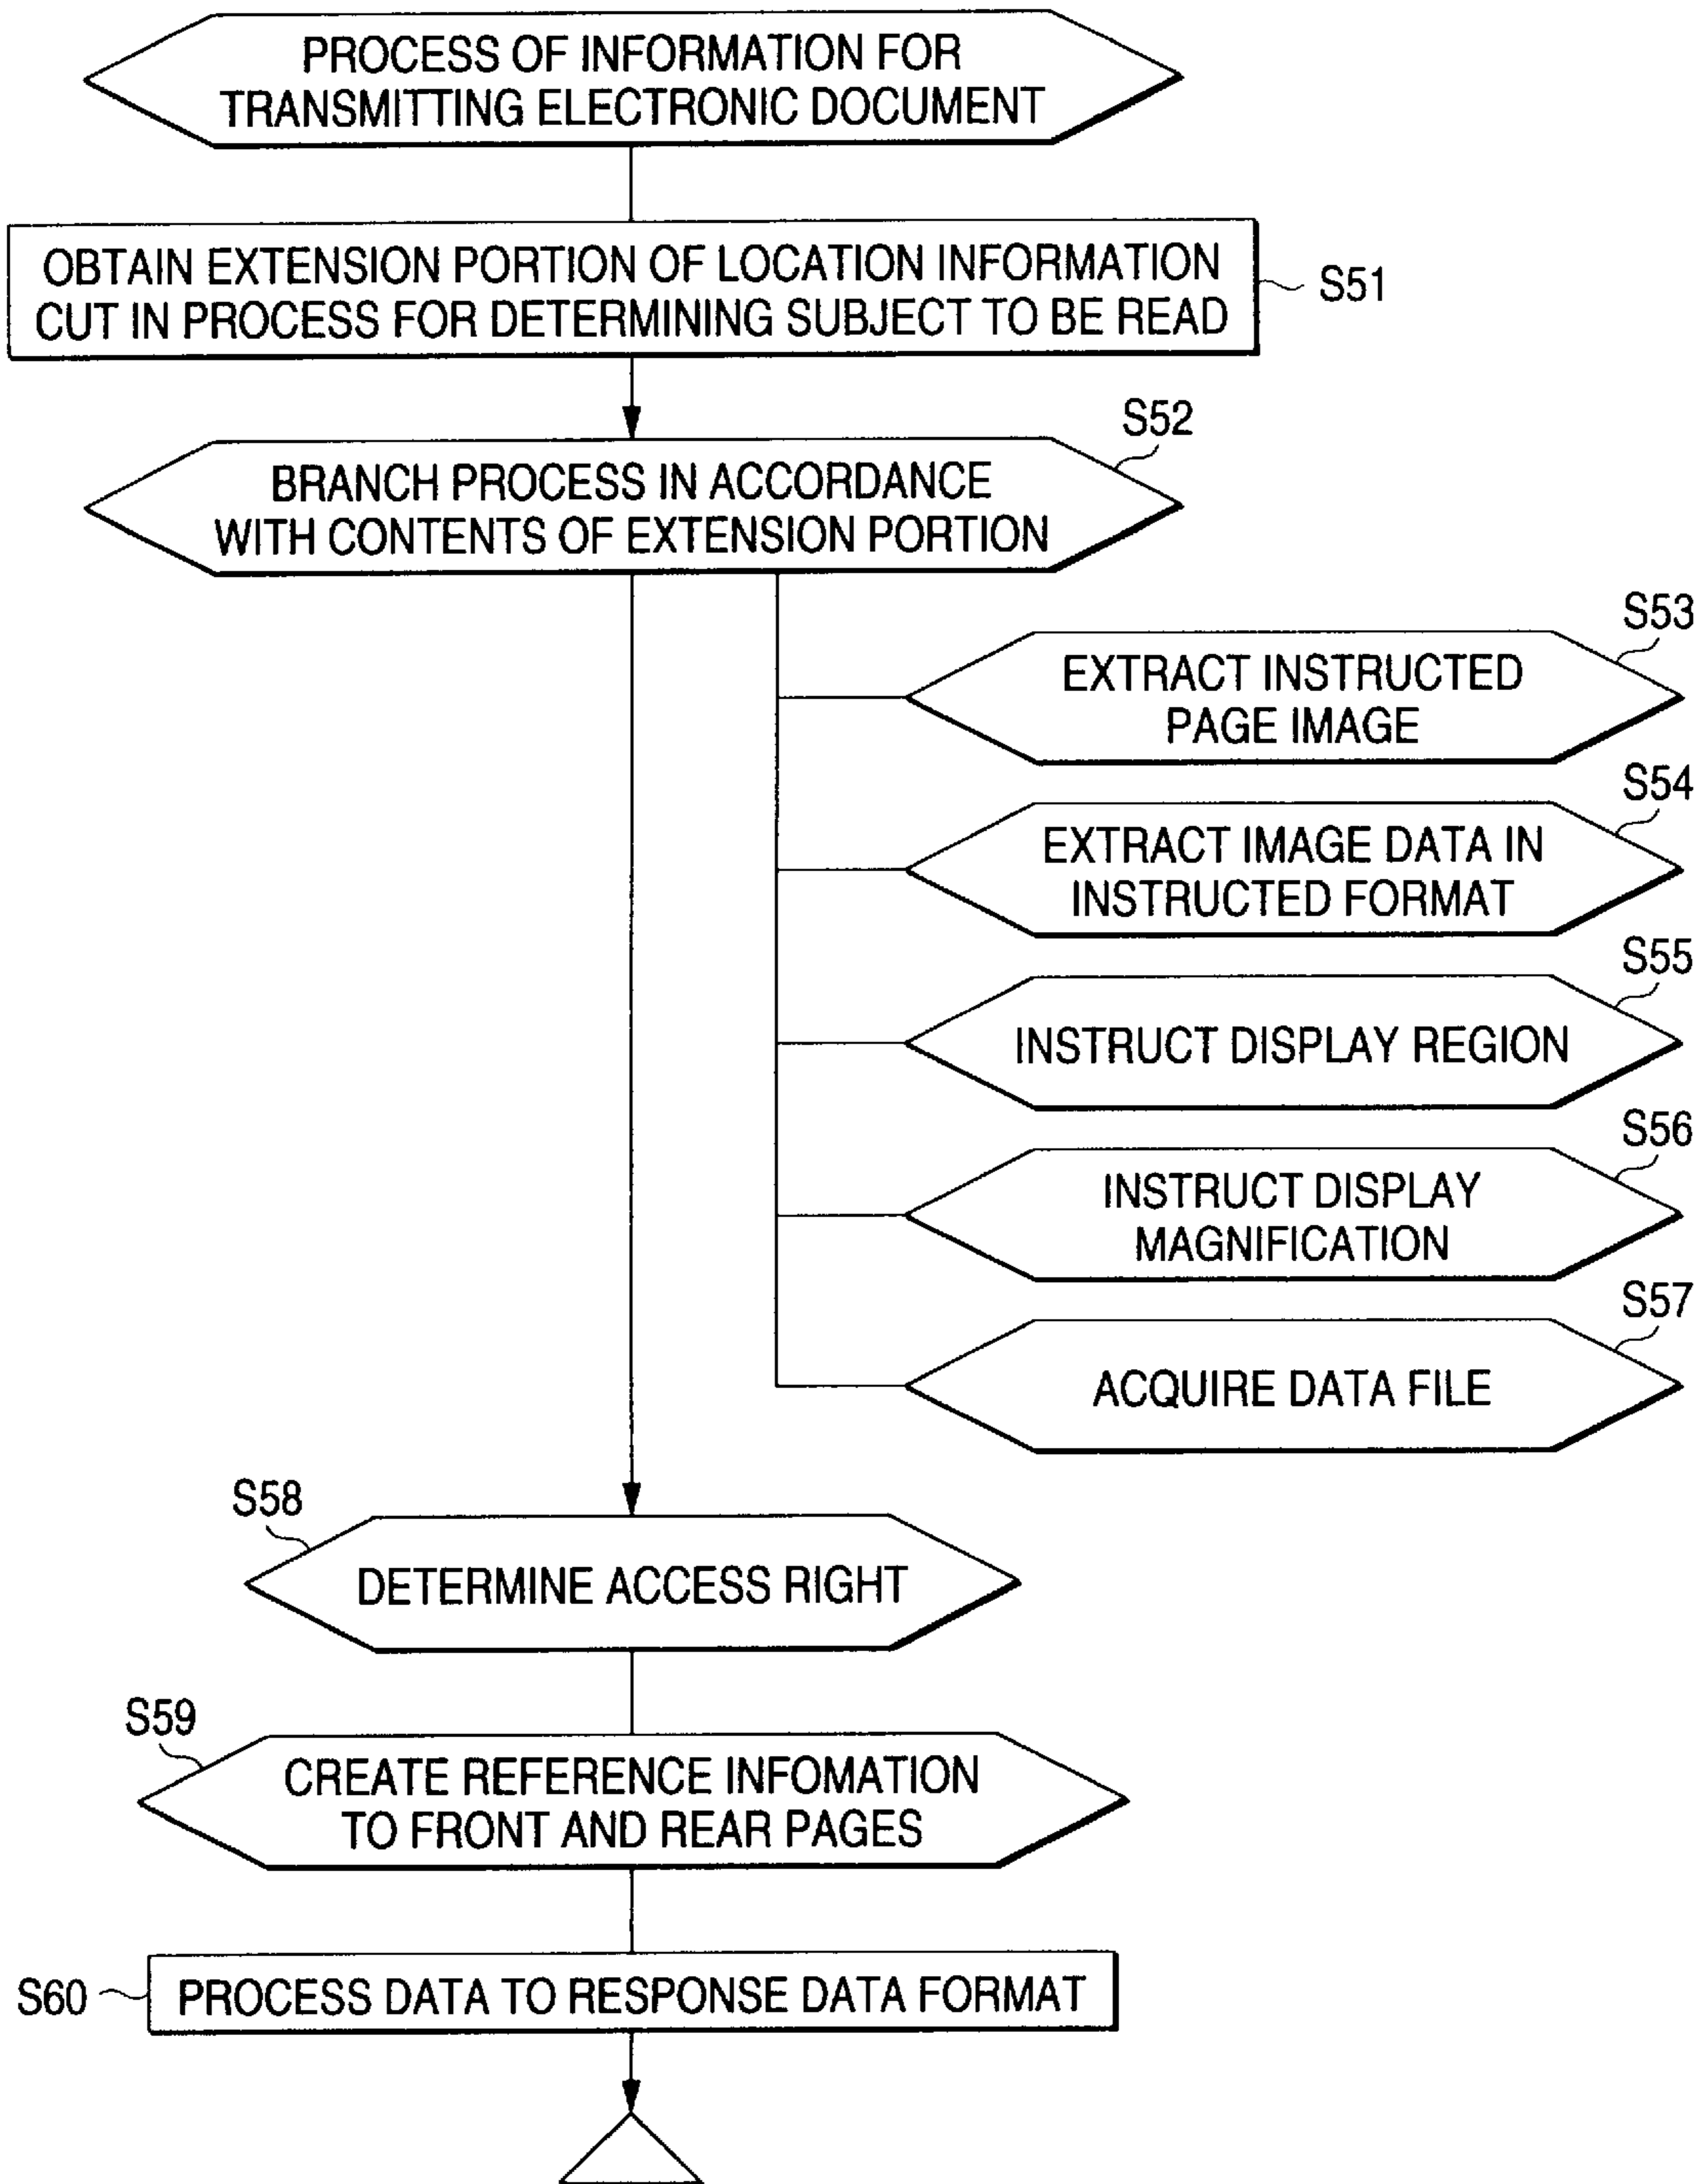 PROCESS OF INFORMATION FOR
TRANSMITTING ELECTRONIC DOCUMENT
OBTAIN EXTENSION PORTION OF LOCATION INFORMATION
CUT IN PROCESS FOR DETERMINING SUBJECT TO BE READ
S51
S52
BRANCH PROCESS IN ACCORDANCE
WITH CONTENTS OF EXTENSION PORTION
S53
EXTRACT INSTRUCTED
PAGE IMAGE
S54
EXTRACT IMAGE DATA IN
INSTRUCTED FORMAT
S55
INSTRUCT DISPLAY REGION
S56
INSTRUCT DISPLAY
MAGNIFICATION
S57
ACQUIRE DATA FILE
S58
DETERMINE ACCESS RIGHT
S59
CREATE REFERENCE INFOMATION
TO FRONT AND REAR PAGES
S60
PROCESS DATA TO RESPONSE DATA FORMAT